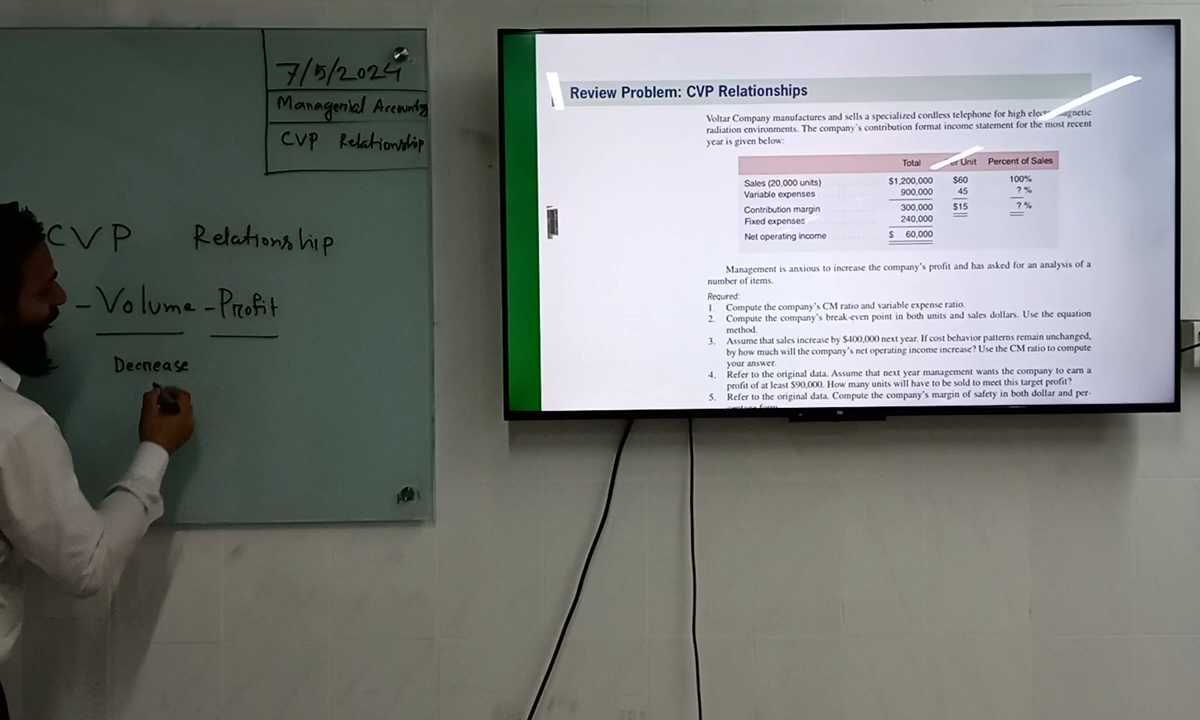 7/5/2024
Managerial Accounting
CVP Relationship
CVP Relationship
- Volume - Profit
Decrease
Review Problem: CVP Relationships
Voltar Company manufactures and sells a specialized cordless telephone for high
radiation environments. The company's contribution format income statement for the most recent
year is given below:
Total Unit Percent of Sales
Sales (20,000 units) $1,200,000 $60 100%
Variable expenses 900,000 45 ? %
Contribution margin 300,000 $15 ? %
Fixed expenses 240,000
Net operating income $ 60,000
Management is anxious to increase the company's profit and has asked for an analysis of a
number of items.
Required:
1 Compute the company's CM ratio and variable expense ratio.
2. Compute the company's break-even point in both units and sales dollars. Use the equation
method.
3. Assume that sales increase by $400,000 next year. If cost behavior patterns remain unchanged,
by how much will the company's net operating income increase? Use the CM ratio to compute
your answer.
4. Refer to the original data. Assume that next year management wants the company to earn a
profit of at least $90,000. How many units will have to be sold to meet this target profit?
5. Refer to the original data. Compute the company's margin of safety in both dollar and per-